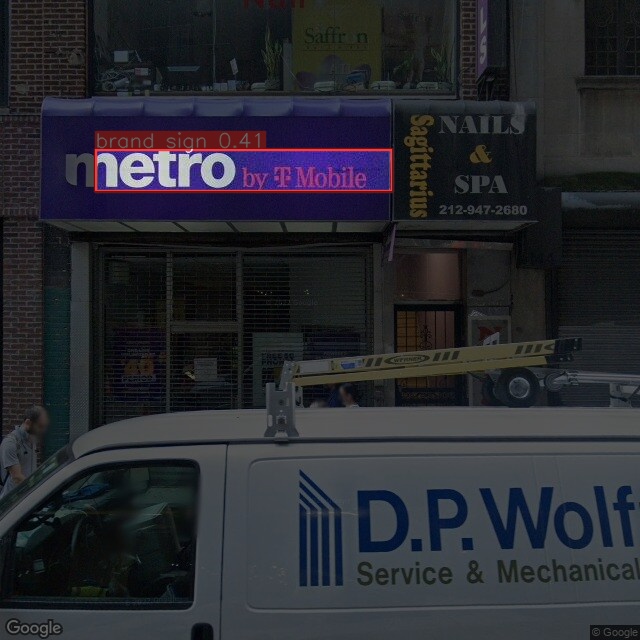 Nail
Saffron
brand sign 0.41
metro by T Mobile
Sagittarius
NAILS
&
SPA
212-947-2680
D.P. Wolf
Service & Mechanical
Google
© Google